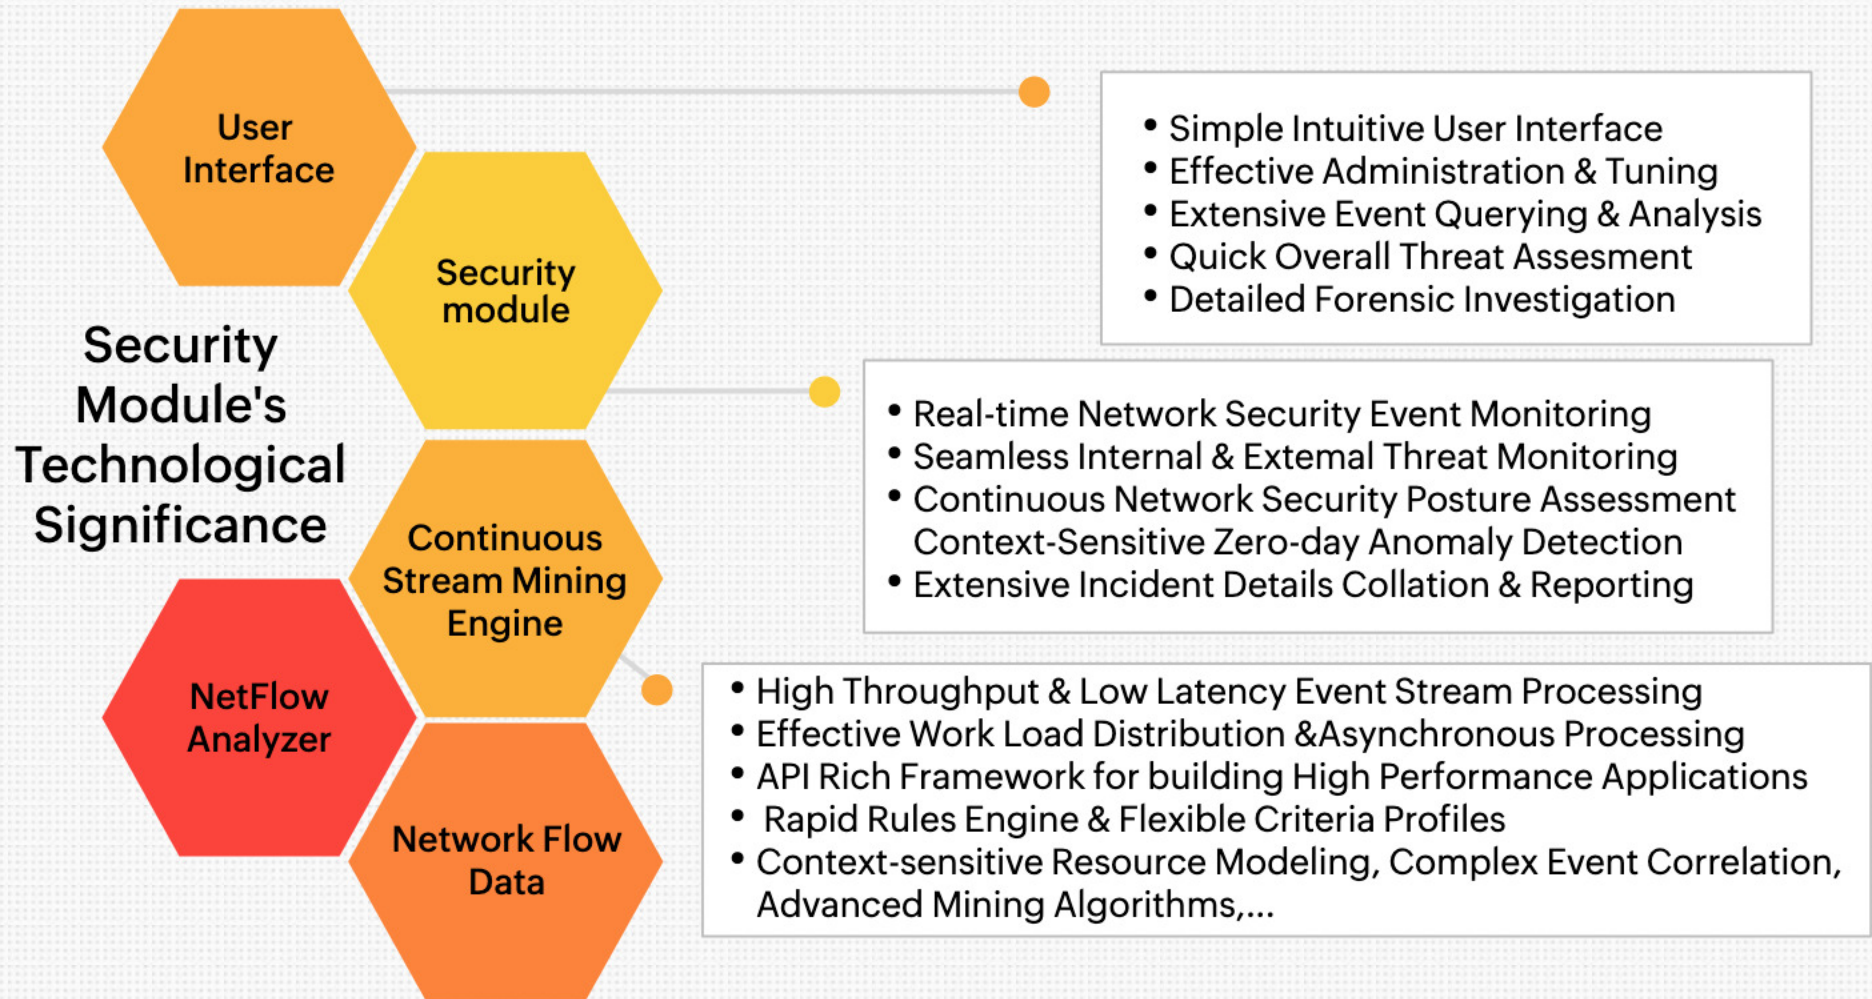 User
Interface
• Simple Intuitive User Interface
• Effective Administration & Tuning
• Extensive Event Querying & Analysis
• Quick Overall Threat Assesment
• Detailed Forensic Investigation
Security
module
Security
Module's
Technological
Significance
• Real-time Network Security Event Monitoring
• Seamless Internal & Extemal Threat Monitoring
• Continuous Network Security Posture Assessment
Context-Sensitive Zero-day Anomaly Detection
• Extensive Incident Details Collation & Reporting
Continuous
Stream Mining
Engine
NetFlow
Analyzer
• High Throughput & Low Latency Event Stream Processing
• Effective Work Load Distribution &Asynchronous Processing
• API Rich Framework for building High Performance Applications
• Rapid Rules Engine & Flexible Criteria Profiles
• Context-sensitive Resource Modeling, Complex Event Correlation,
Advanced Mining Algorithms,...
Network Flow
Data